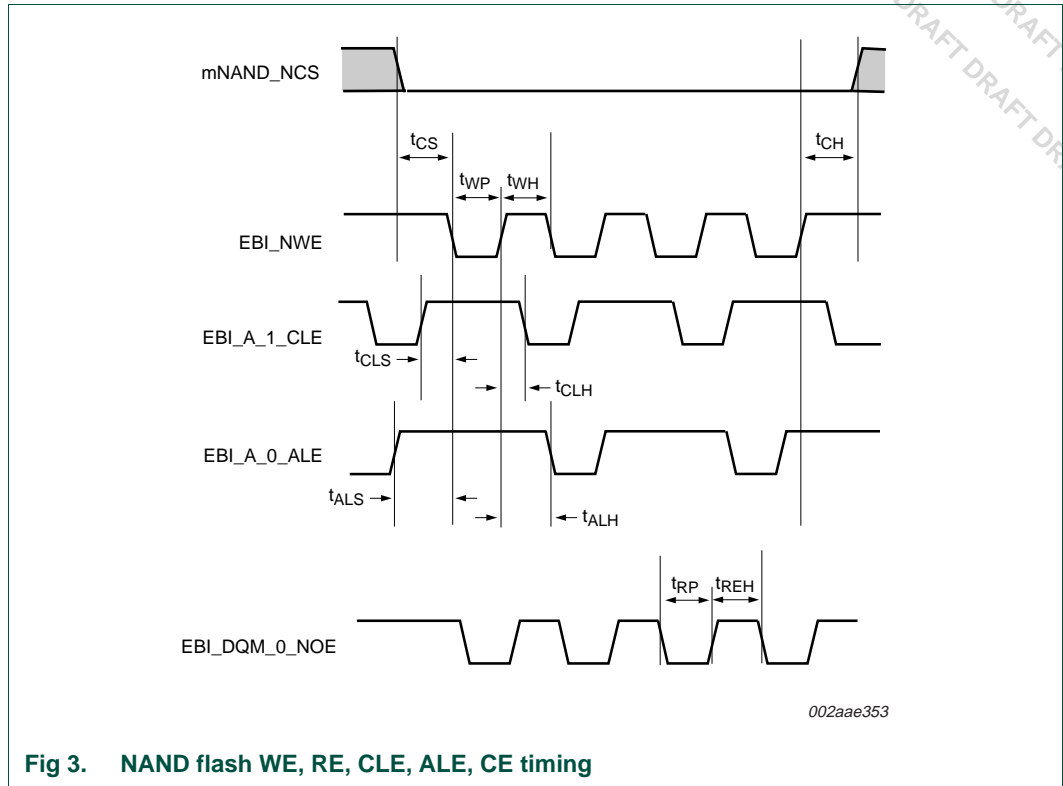 DRAFT DRAFT
DRAFT DRAFT DR
mNAND_NCS
tCS
tCH
tWP
tWH
EBI_NWE
EBI_A_1_CLE
tCLS
tCLH
EBI_A_0_ALE
tALS
tALH
tRP
tREH
EBI_DQM_0_NOE
002aae353
Fig 3. NAND flash WE, RE, CLE, ALE, CE timing